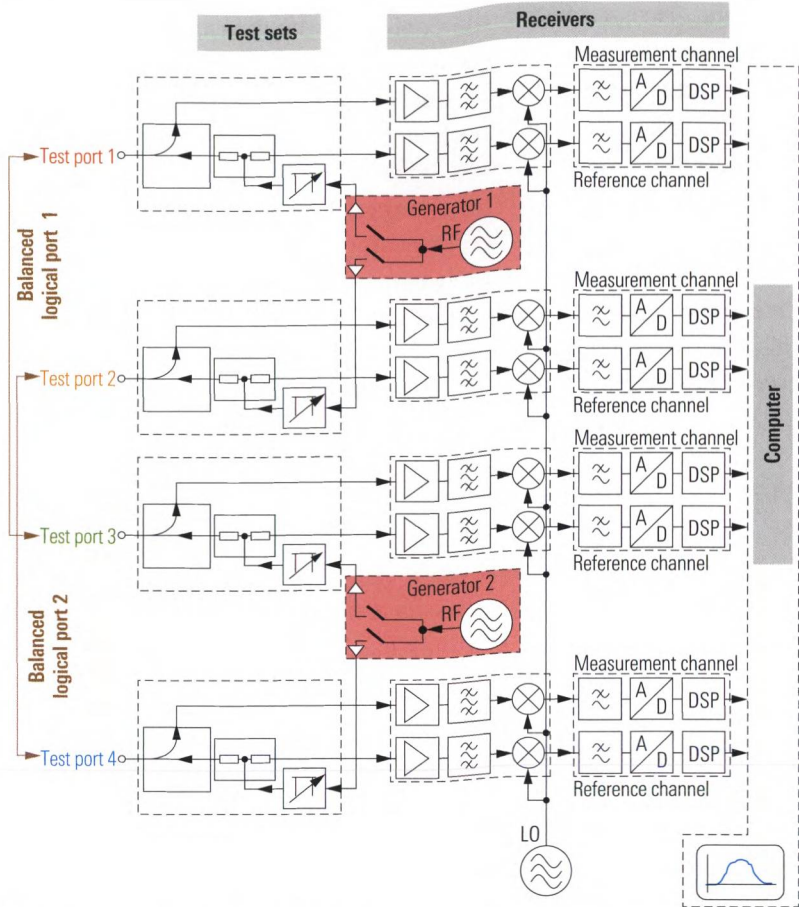 Test sets
Receivers
Measurement channel
A
D
DSP
Test port 1
A
D
DSP
Reference channel
Generator 1
RF
Balanced
logical port 1
Measurement channel
A
D
DSP
Test port 2
A
D
DSP
Reference channel
Computer
Measurement channel
A
D
DSP
Test port 3
A
D
DSP
Reference channel
Generator 2
RF
Balanced
logical port 2
Measurement channel
A
D
DSP
Test port 4
A
D
DSP
Reference channel
LO